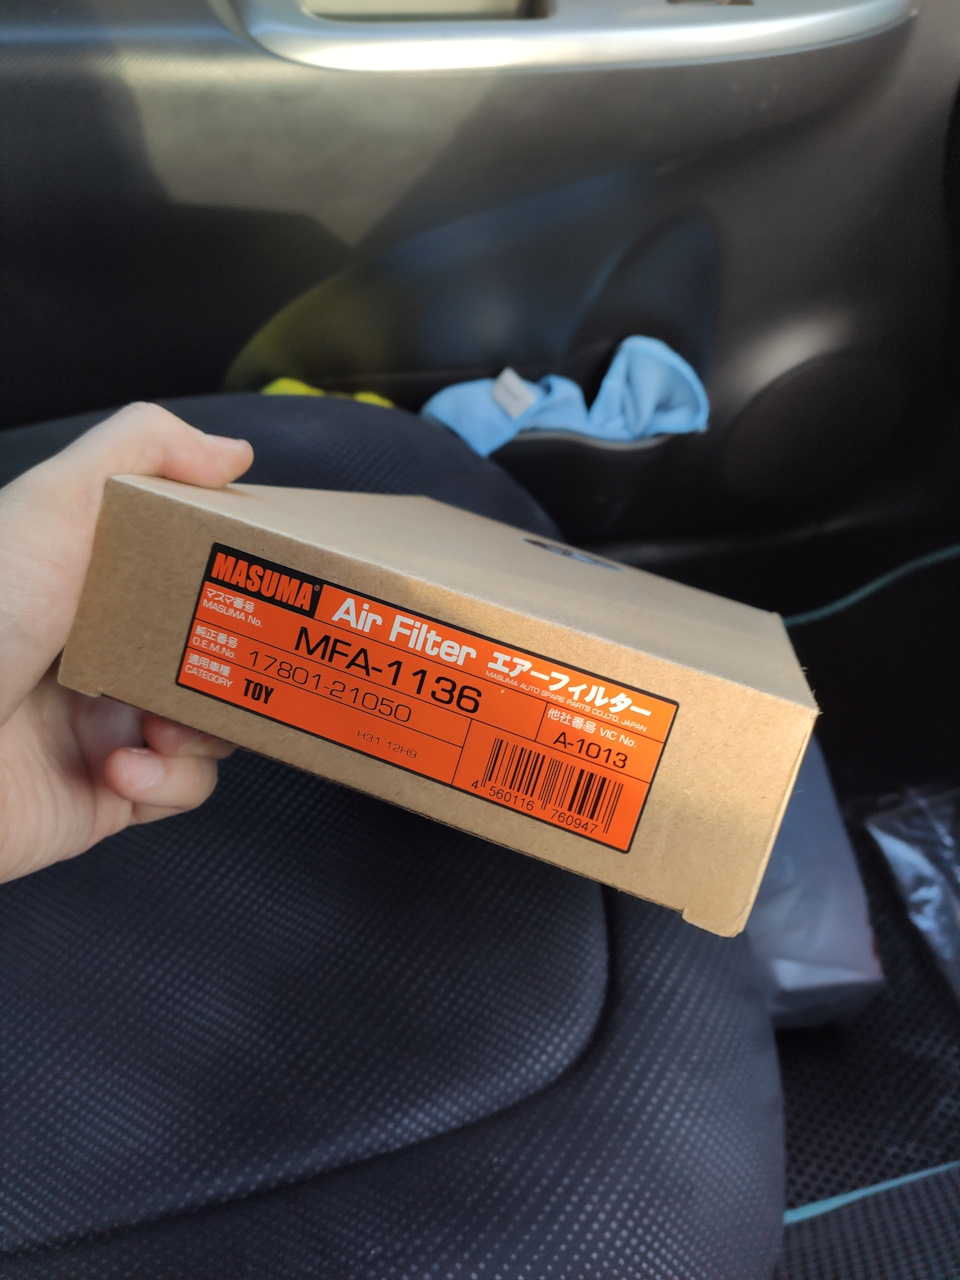 MASUMA®
Air Filter エアーフィルター
MASUMA AUTO SPARE PARTS CO.,LTD. JAPAN
マスマ番号
MASUMA No.
MFA-1136
純正番号
O.E.M.No.
17801-21050
他社番号 VIC No.
A-1013
適用車種
CATEGORY
TOY
H31 12H9
4 560116 760947